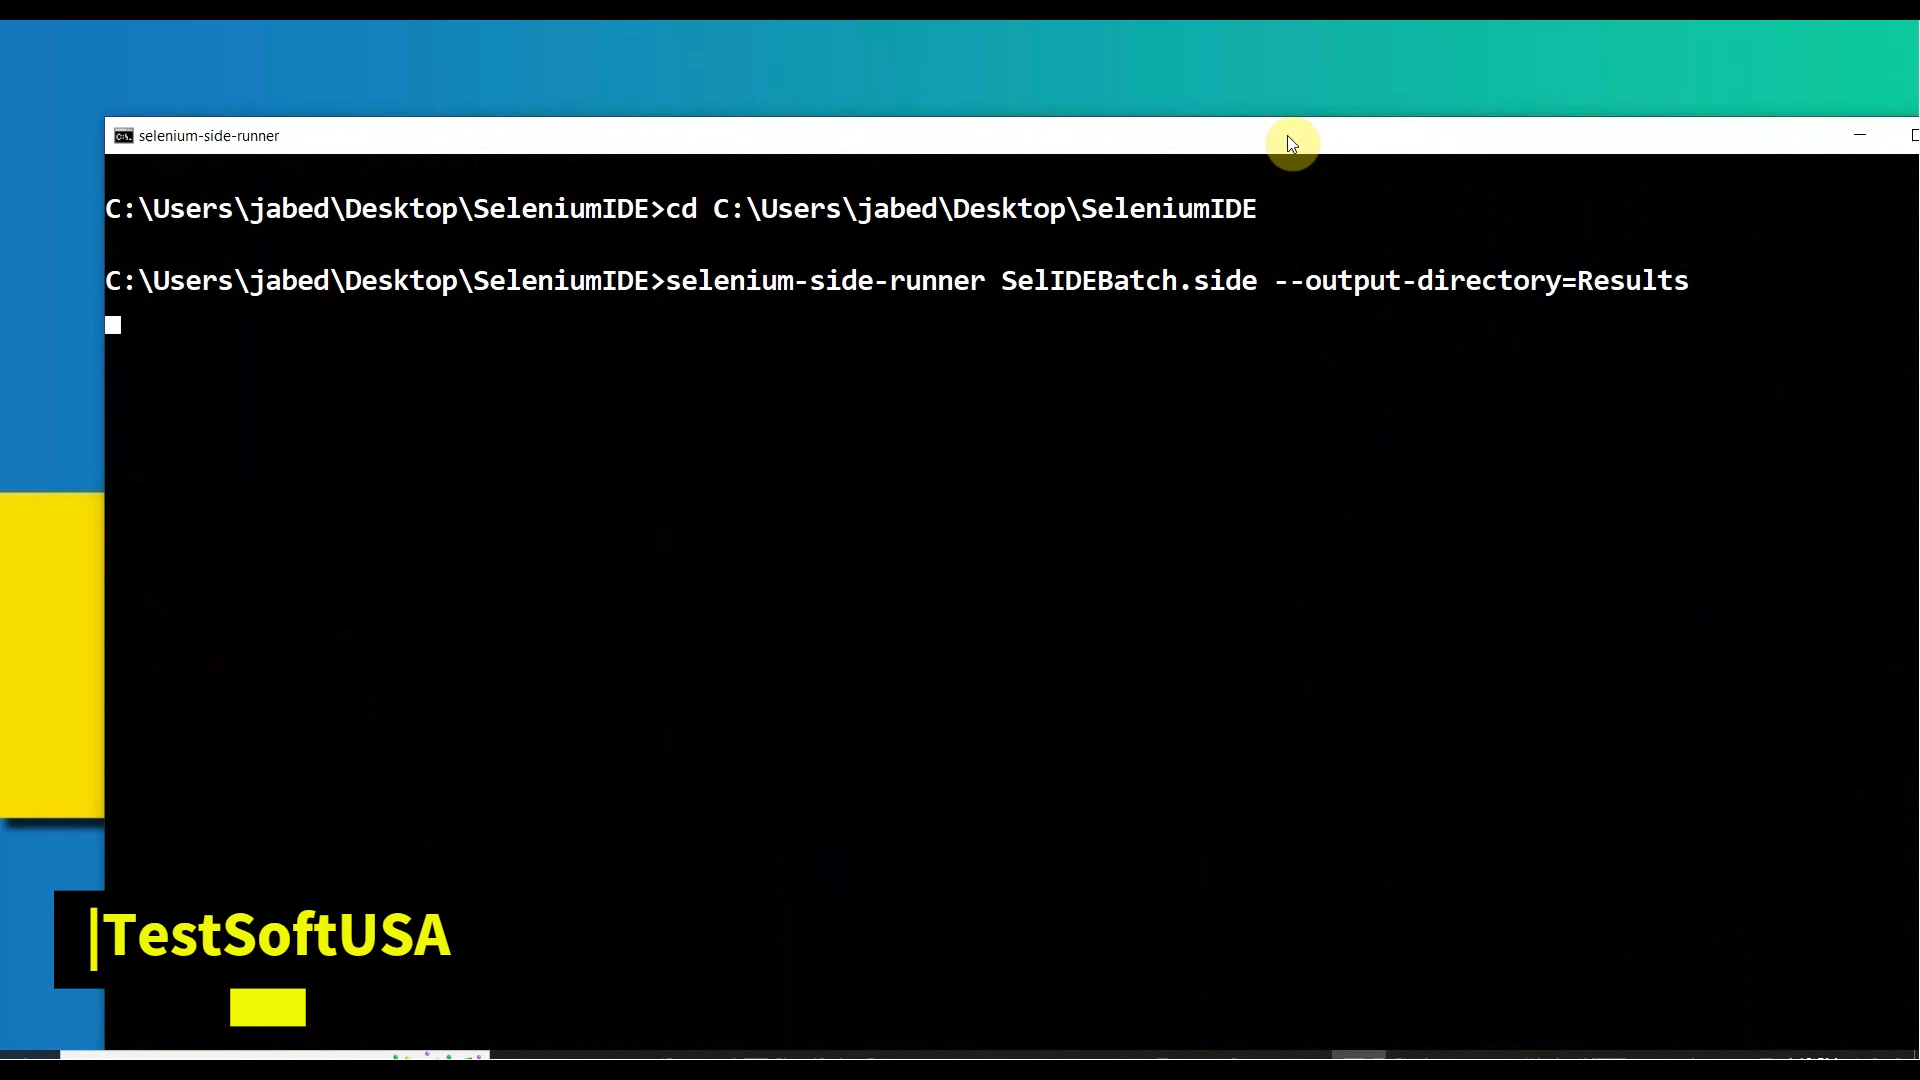 selenium-side-runner
C:\Users\jabed\Desktop\SeleniumIDE>cd C:\Users\jabed\Desktop\SeleniumIDE
C:\Users\jabed\Desktop\SeleniumIDE>selenium-side-runner SelIDEBatch.side --output-directory=Results
|TestSoftUSA